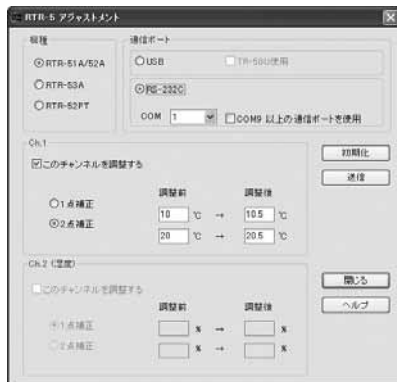 RTR-5 アジャストメント
機種
RTR-51A/52A
RTR-53A
RTR-52PT
通信ポート
USB
TR-50U使用
RS-232C
COM 1
COM9 以上の通信ポートを使用
Ch.1
このチャンネルを調整する
1点補正
2点補正
調整前 調整後
10 ℃ → 10.5 ℃
20 ℃ → 20.5 ℃
初期化
送信
Ch.2 (湿度)
このチャンネルを調整する
1点補正
2点補正
調整前 調整後
% → %
% → %
閉じる
ヘルプ